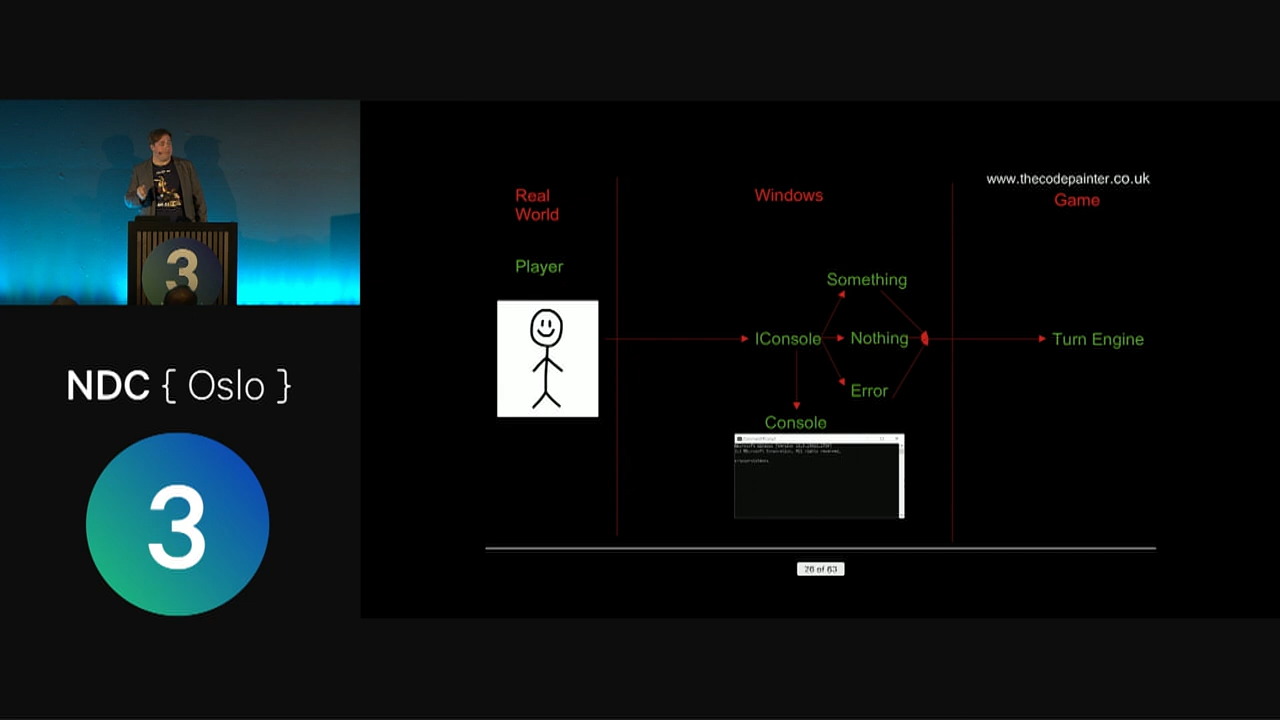 3
NDC { Oslo }
3
www.thecodepainter.co.uk
Real
World
Windows
Game
Player
Something
IConsole
Nothing
Turn Engine
Error
Console
26 of 63